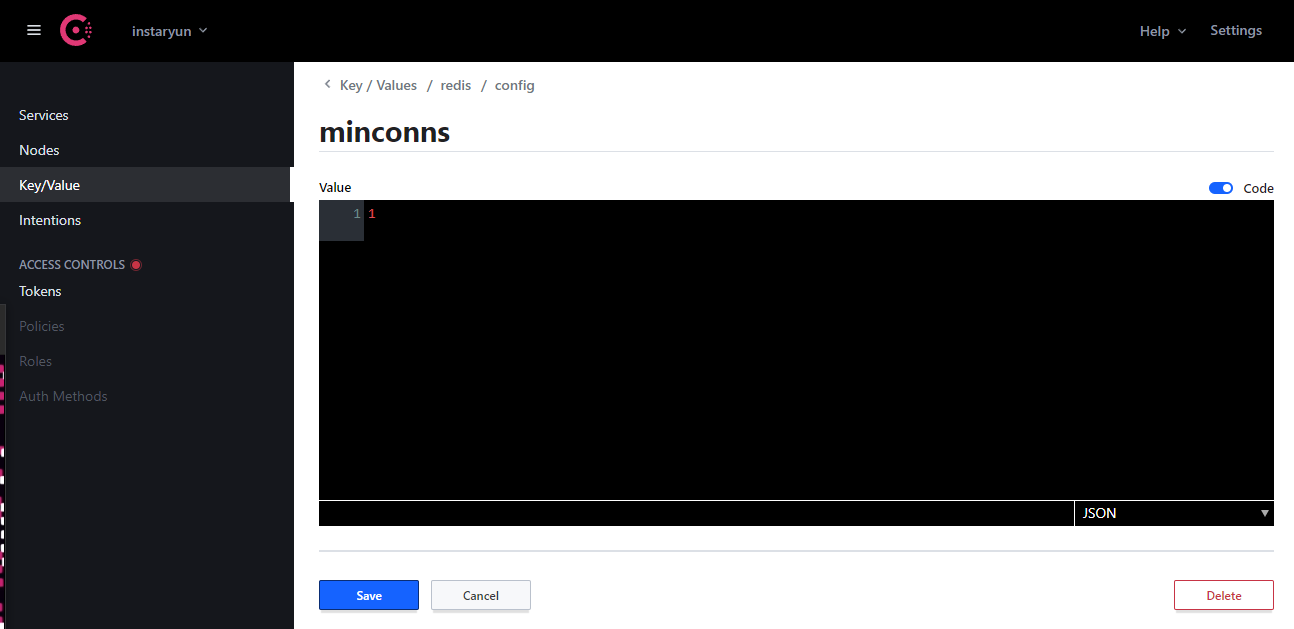 instaryun
Help
Settings
Services
Nodes
Key/Value
Intentions
ACCESS CONTROLS
Tokens
Policies
Roles
Auth Methods
Key / Values / redis / config
minconns
Value
Code
1 1
JSON
Save
Cancel
Delete